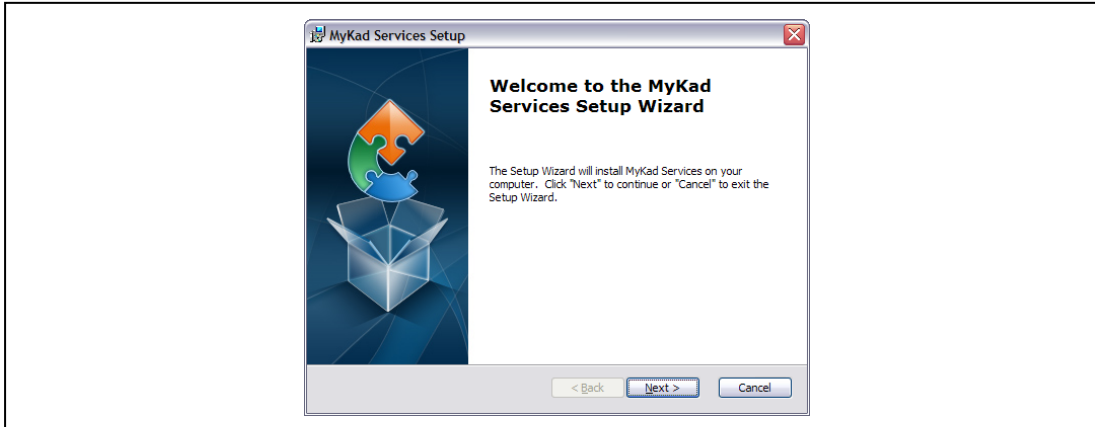 MyKad Services Setup
Welcome to the MyKad
Services Setup Wizard
The Setup Wizard will install MyKad Services on your
computer. Click "Next" to continue or "Cancel" to exit the
Setup Wizard.
< Back Next > Cancel